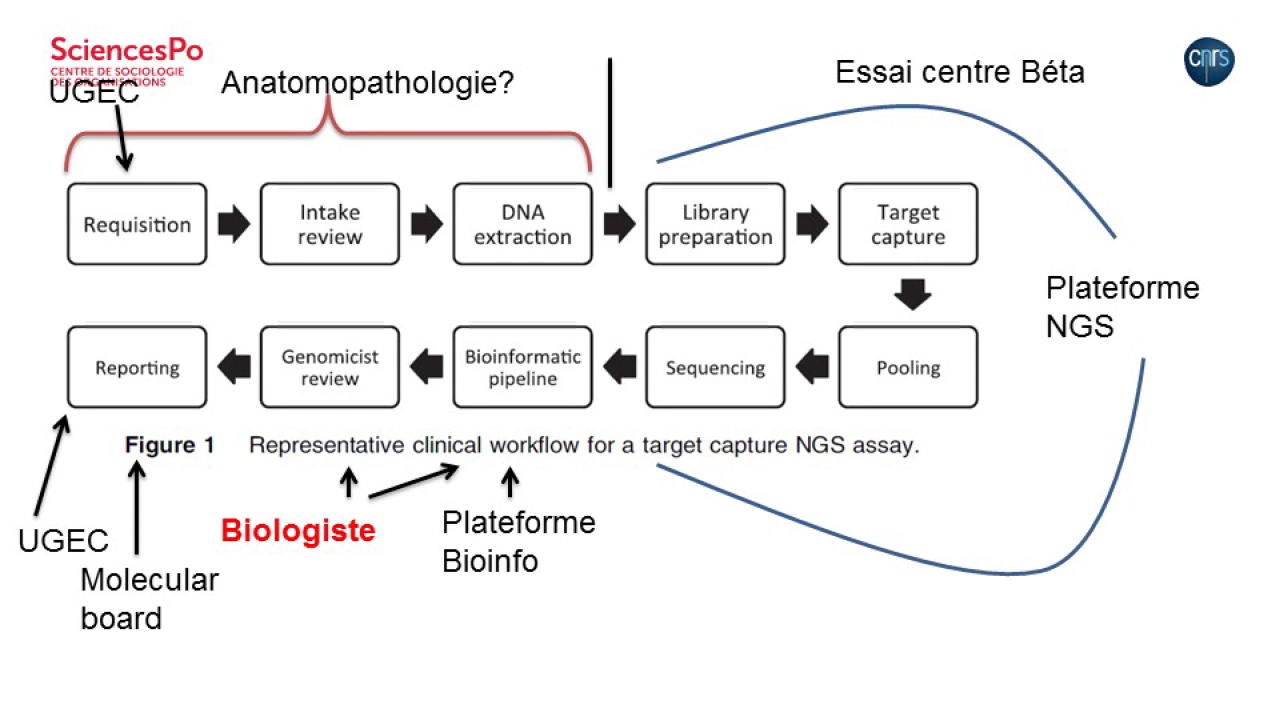 SciencesPo
CENTRE DE SOCIOLOGIE
DES ORGANISATIONS
UGEC
Anatomopathologie?
Essai centre Béta
cnrs
Requisition
Intake
review
DNA
extraction
Library
preparation
Target
capture
Plateforme
NGS
Reporting
Genomicist
review
Bioinformatic
pipeline
Sequencing
Pooling
Figure 1 Representative clinical workflow for a target capture NGS assay.
UGEC
Molecular
board
Biologiste
Plateforme
Bioinfo